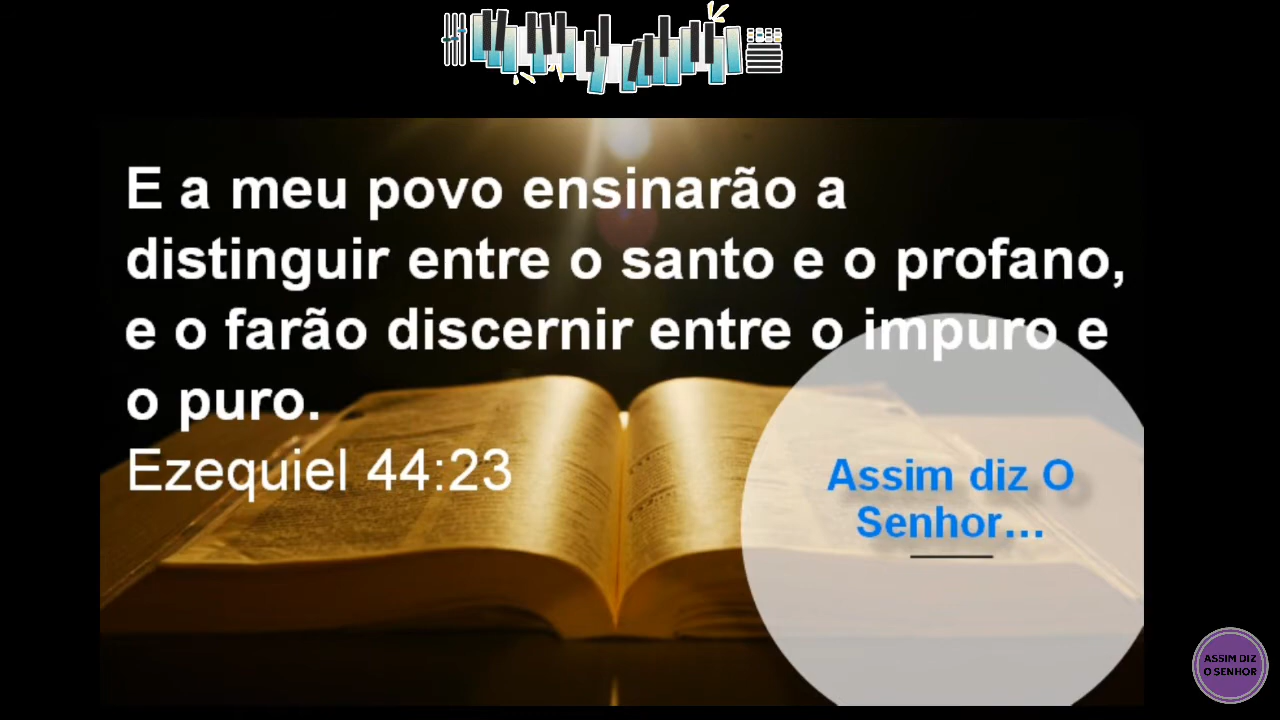 E a meu povo ensinarão a
distinguir entre o santo e o profano,
e o farão discernir entre o impuro e
o puro.
Ezequiel 44:23
Assim diz O
Senhor...
ASSIM DIZ
O SENHOR